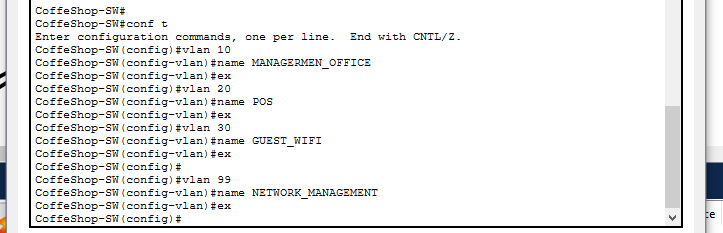 CoffeShop-SW#
CoffeShop-SW#conf t
Enter configuration commands, one per line.  End with CNTL/Z.
CoffeShop-SW(config)#vlan 10
CoffeShop-SW(config-vlan)#name MANAGERMEN_OFFICE
CoffeShop-SW(config-vlan)#ex
CoffeShop-SW(config)#vlan 20
CoffeShop-SW(config-vlan)#name POS
CoffeShop-SW(config-vlan)#ex
CoffeShop-SW(config)#vlan 30
CoffeShop-SW(config-vlan)#name GUEST_WIFI
CoffeShop-SW(config-vlan)#ex
CoffeShop-SW(config)#
CoffeShop-SW(config)#vlan 99
CoffeShop-SW(config-vlan)#name NETWORK_MANAGEMENT
CoffeShop-SW(config-vlan)#ex
CoffeShop-SW(config)#